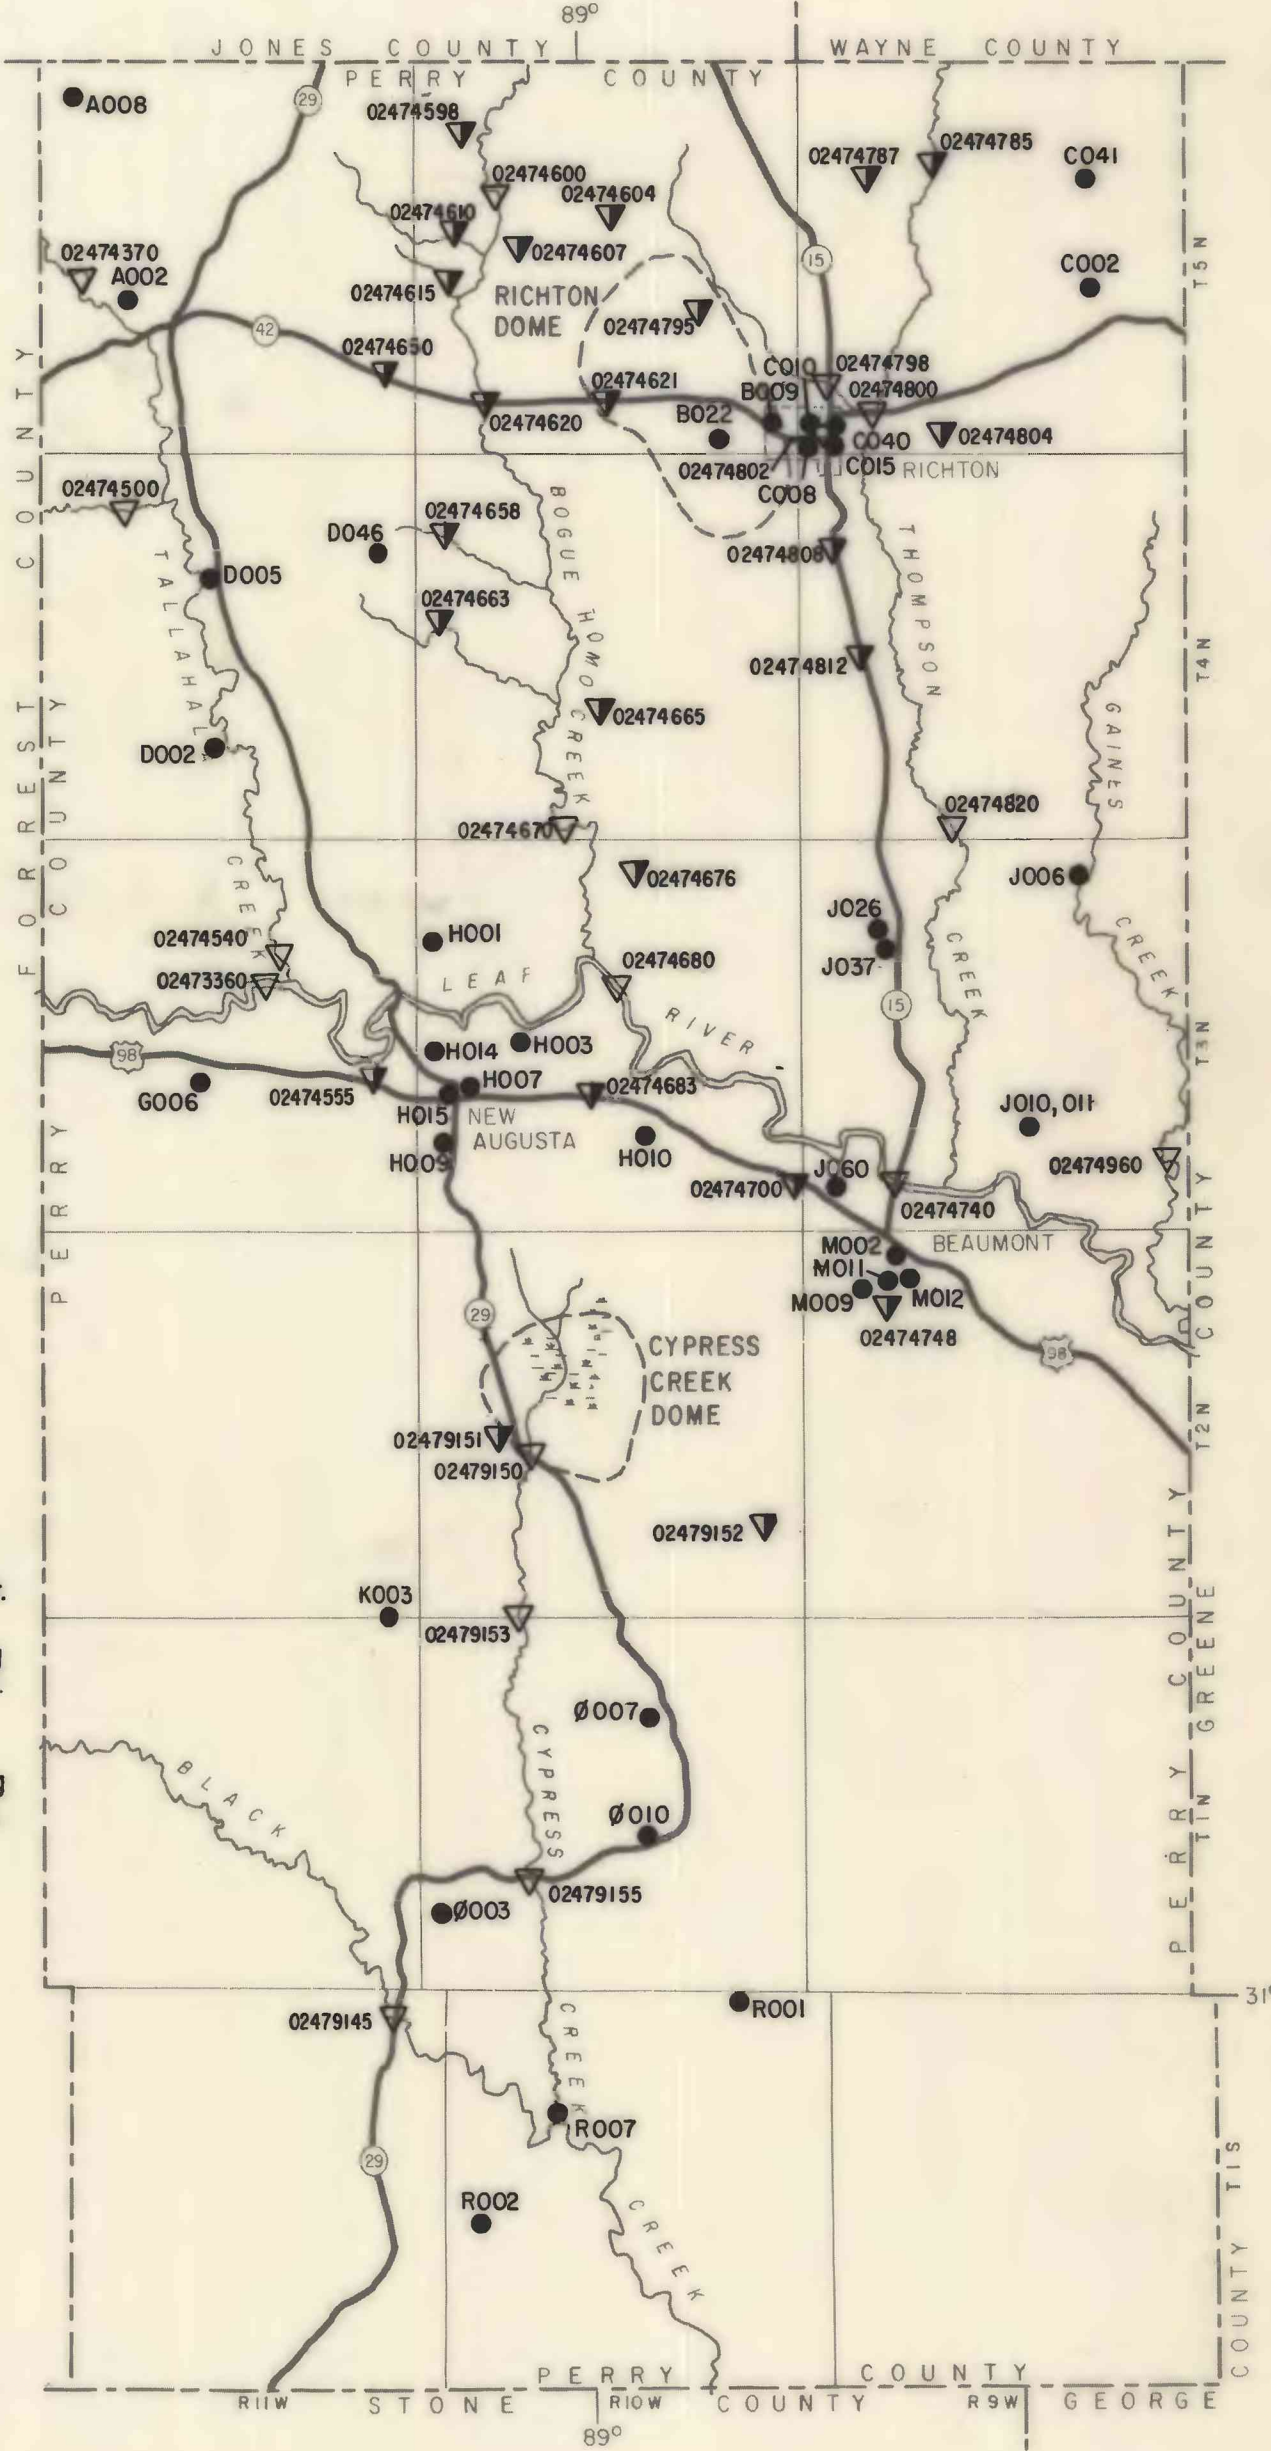 89°
JONES COUNTY
WAYNE COUNTY
PERRY COUNTY
A008
29
02474598
02474787
02474785
C041
02474600
02474604
02474610
02474607
02474370
A002
02474615
RICHTON
DOME
02474795
15
C002
T5N
42
02474650
02474621
C010
02474798
B009
02474800
02474620
B022
C040
02474804
02474802
C015
RICHTON
C008
02474500
02474658
D046
02474808
D005
02474663
BOGUE HOMO CREEK
THOMPSON CREEK
TALLAHALA CREEK
GAINES CREEK
T4N
02474812
02474665
D002
02474820
02474670
FORREST COUNTY
PERRY COUNTY
02474676
J006
J026
H001
J037
02474540
02473360
LEAF RIVER
02474680
15
T3N
98
H014
H003
G006
02474555
H007
02474683
H015
NEW
AUGUSTA
J010,011
H009
H010
02474960
J060
02474700
02474740
BEAUMONT
M002
M011
M009
M012
02474748
29
98
CYPRESS
CREEK
DOME
T2N
02479151
02479150
02479152
K003
02479153
PERRY COUNTY
GREENE COUNTY
Ø007
BLACK CREEK
CYPRESS CREEK
Ø010
T1N
02479155
Ø003
31°
R001
02479145
R007
29
T1S
R002
PERRY COUNTY
R11W
STONE COUNTY
R10W
R9W
GEORGE COUNTY
89°